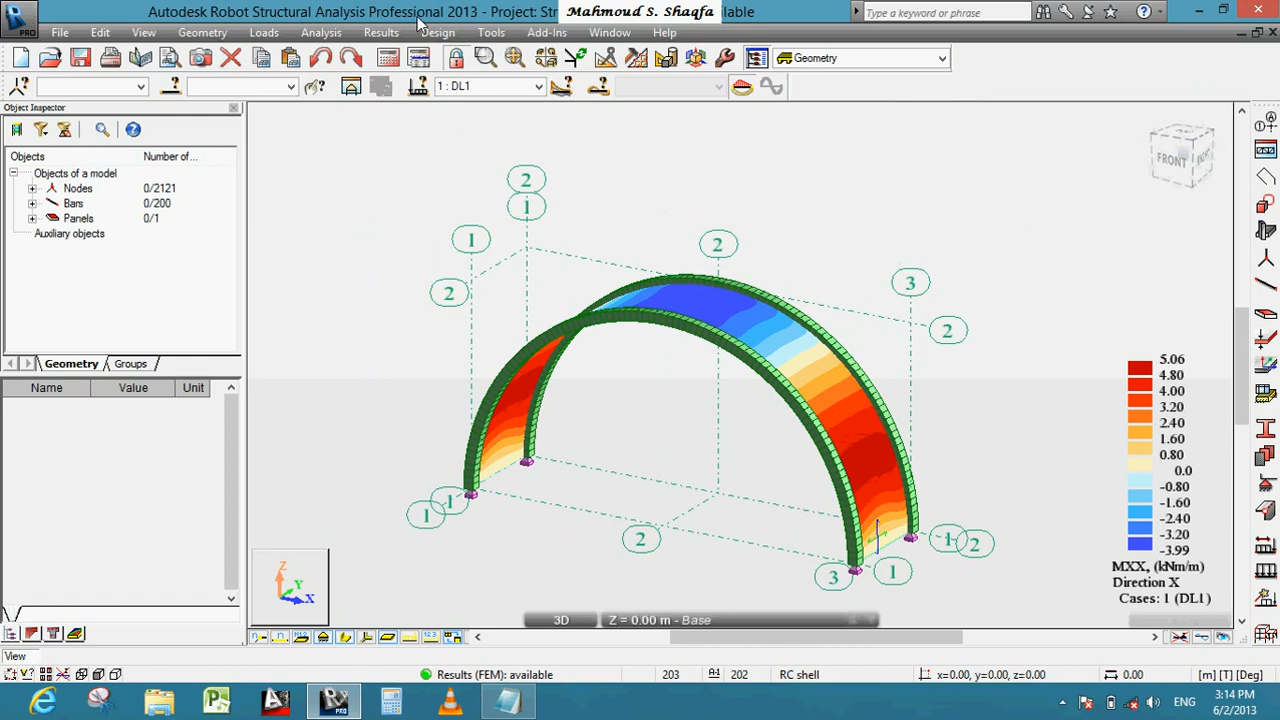 Autodesk Robot Structural Analysis Professional 2013 - Project: Str
Mahmoud S. Shaqfa
lable
Type a keyword or phrase
PRO
File Edit View Geometry Loads Analysis Results Design Tools Add-Ons Window Help
Geometry
1 : DL1
Object Inspector
Objects Number of...
Objects of a model
Nodes 0/2121
Bars 0/200
Panels 0/1
Auxiliary objects
Geometry Groups
Name Value Unit
FRONT
RIGHT
2
1
1
2
2
3
2
1
1
2
3
1
1
2
Z
Y
X
5.06
4.80
4.00
3.20
2.40
1.60
0.80
0.0
-0.80
-1.60
-2.40
-3.20
-3.99
MXX, (kNm/m)
Direction X
Cases: 1 (DL1)
3D Z = 0.00 m - Base
View
Results (FEM): available 203 202 RC shell x=0.00, y=0.00, z=0.00 0.00 [m] [T] [Deg]
PRO
ENG
3:14 PM
6/2/2013